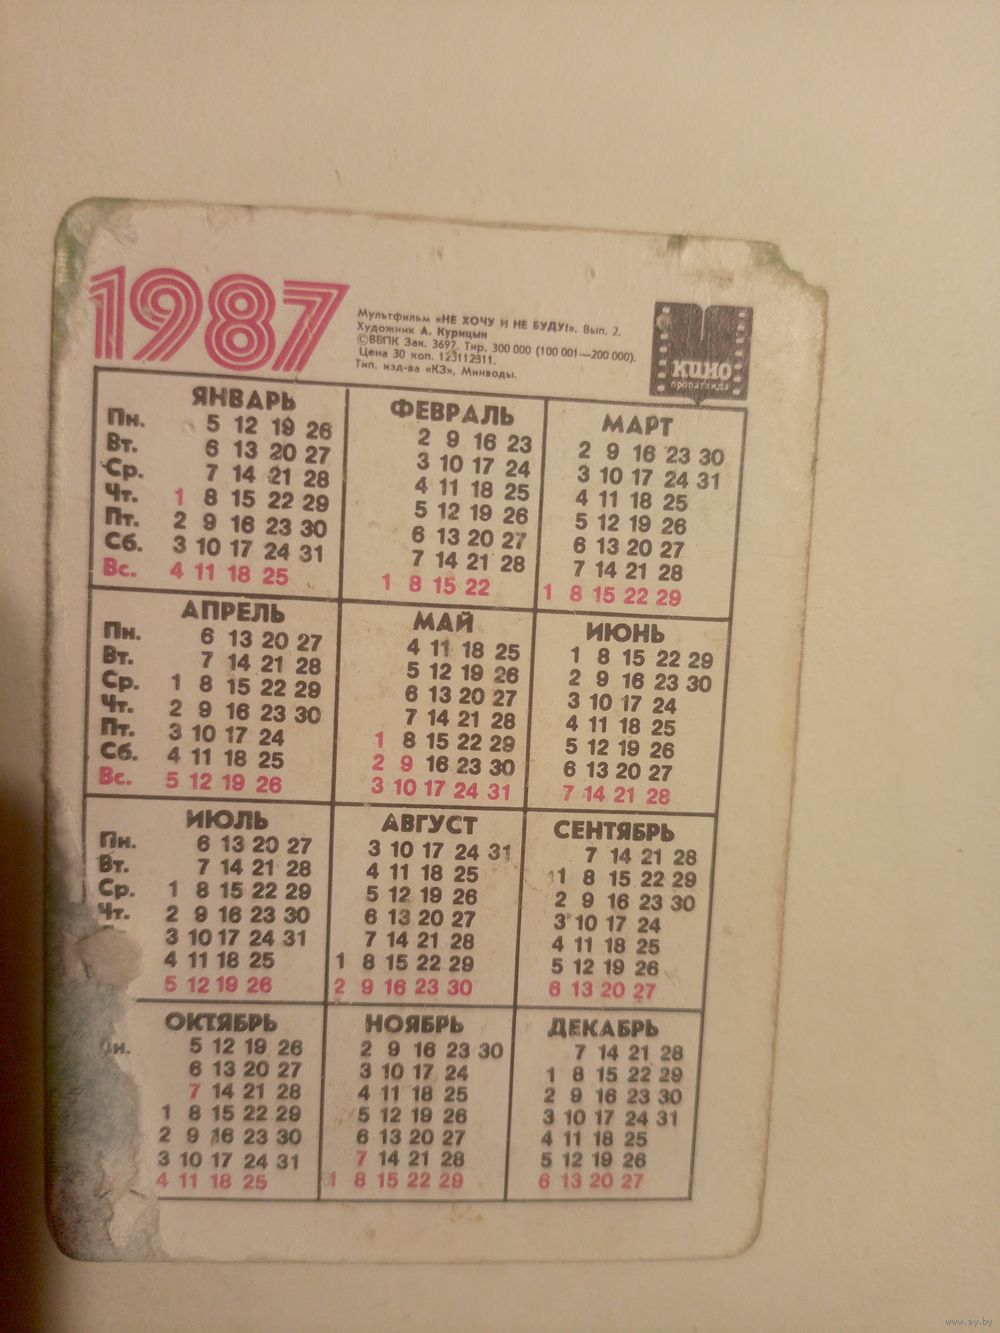 1987
Мультфильм «НЕ ХОЧУ И НЕ БУДУ!». Вып. 2.
Художник А. Курицын
©ВБПК Зак. 3697. Тир. 300 000 (100 001—200 000).
Цена 30 коп. 123112311.
Тип. изд-ва «КЗ», Минводы.
КИНО
пропаганда
ЯНВАРЬ
Пн. 5 12 19 26
Вт. 6 13 20 27
Ср. 7 14 21 28
Чт. 1 8 15 22 29
Пт. 2 9 16 23 30
Сб. 3 10 17 24 31
Вс. 4 11 18 25
ФЕВРАЛЬ
2 9 16 23
3 10 17 24
4 11 18 25
5 12 19 26
6 13 20 27
7 14 21 28
1 8 15 22
МАРТ
2 9 16 23 30
3 10 17 24 31
4 11 18 25
5 12 19 26
6 13 20 27
7 14 21 28
1 8 15 22 29
АПРЕЛЬ
Пн. 6 13 20 27
Вт. 7 14 21 28
Ср. 1 8 15 22 29
Чт. 2 9 16 23 30
Пт. 3 10 17 24
Сб. 4 11 18 25
Вс. 5 12 19 26
МАЙ
4 11 18 25
5 12 19 26
6 13 20 27
7 14 21 28
1 8 15 22 29
2 9 16 23 30
3 10 17 24 31
ИЮНЬ
1 8 15 22 29
2 9 16 23 30
3 10 17 24
4 11 18 25
5 12 19 26
6 13 20 27
7 14 21 28
ИЮЛЬ
Пн. 6 13 20 27
Вт. 7 14 21 28
Ср. 1 8 15 22 29
Чт. 2 9 16 23 30
3 10 17 24 31
4 11 18 25
5 12 19 26
АВГУСТ
3 10 17 24 31
4 11 18 25
5 12 19 26
6 13 20 27
7 14 21 28
1 8 15 22 29
2 9 16 23 30
СЕНТЯБРЬ
7 14 21 28
1 8 15 22 29
2 9 16 23 30
3 10 17 24
4 11 18 25
5 12 19 26
6 13 20 27
ОКТЯБРЬ
5 12 19 26
6 13 20 27
7 14 21 28
1 8 15 22 29
2 9 16 23 30
3 10 17 24 31
4 11 18 25
НОЯБРЬ
2 9 16 23 30
3 10 17 24
4 11 18 25
5 12 19 26
6 13 20 27
7 14 21 28
1 8 15 22 29
ДЕКАБРЬ
7 14 21 28
1 8 15 22 29
2 9 16 23 30
3 10 17 24 31
4 11 18 25
5 12 19 26
6 13 20 27
www.ay.by